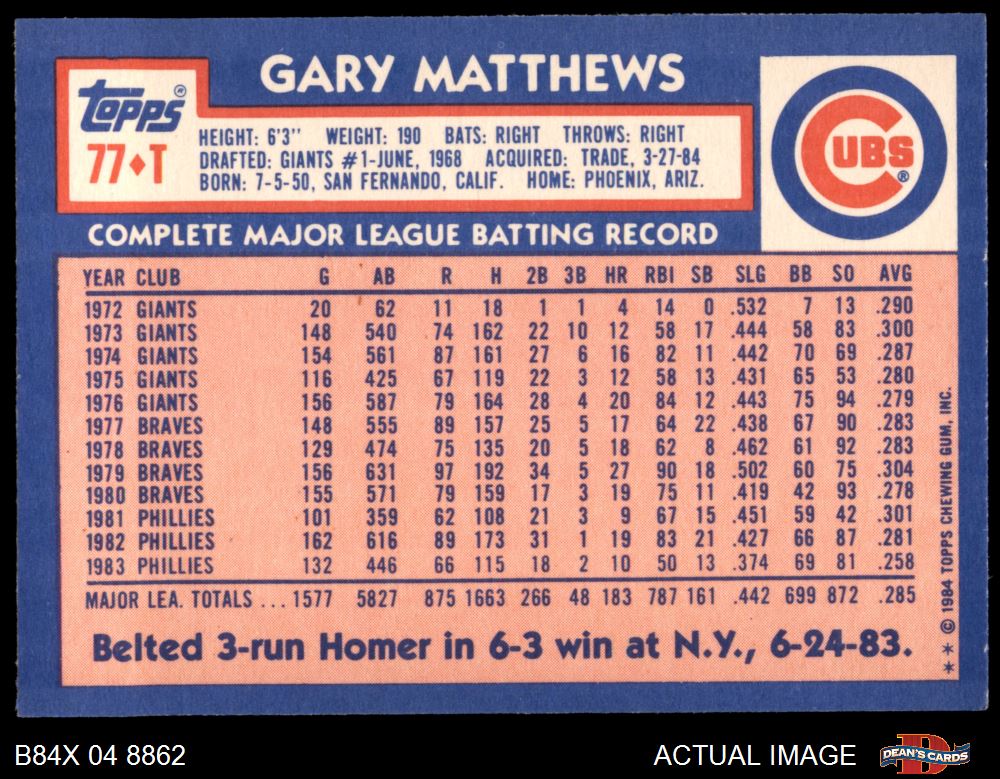 GARY MATTHEWS
TOPPS®
77♦T
HEIGHT: 6'3'' WEIGHT: 190 BATS: RIGHT THROWS: RIGHT
DRAFTED: GIANTS #1-JUNE, 1968 ACQUIRED: TRADE, 3-27-84
BORN: 7-5-50, SAN FERNANDO, CALIF. HOME: PHOENIX, ARIZ.
CUBS®
COMPLETE MAJOR LEAGUE BATTING RECORD
YEAR CLUB G AB R H 2B 3B HR RBI SB SLG BB SO AVG
1972 GIANTS 20 62 11 18 1 1 4 14 0 .532 7 13 .290
1973 GIANTS 148 540 74 162 22 10 12 58 17 .444 58 83 .300
1974 GIANTS 154 561 87 161 27 6 16 82 11 .442 70 69 .287
1975 GIANTS 116 425 67 119 22 3 12 58 13 .431 65 53 .280
1976 GIANTS 156 587 79 164 28 4 20 84 12 .443 75 94 .279
1977 BRAVES 148 555 89 157 25 5 17 64 22 .438 67 90 .283
1978 BRAVES 129 474 75 135 20 5 18 62 8 .462 61 92 .283
1979 BRAVES 156 631 97 192 34 5 27 90 18 .502 60 75 .304
1980 BRAVES 155 571 79 159 17 3 19 75 11 .419 42 93 .278
1981 PHILLIES 101 359 62 108 21 3 9 67 15 .451 59 42 .301
1982 PHILLIES 162 616 89 173 31 1 19 83 21 .427 66 87 .281
1983 PHILLIES 132 446 66 115 18 2 10 50 13 .374 69 81 .258
MAJOR LEA. TOTALS ... 1577 5827 875 1663 266 48 183 787 161 .442 699 872 .285
Belted 3-run Homer in 6-3 win at N.Y., 6-24-83.
** © 1984 TOPPS CHEWING GUM, INC.
B84X 04 8862
ACTUAL IMAGE
D
DEAN'S CARDS